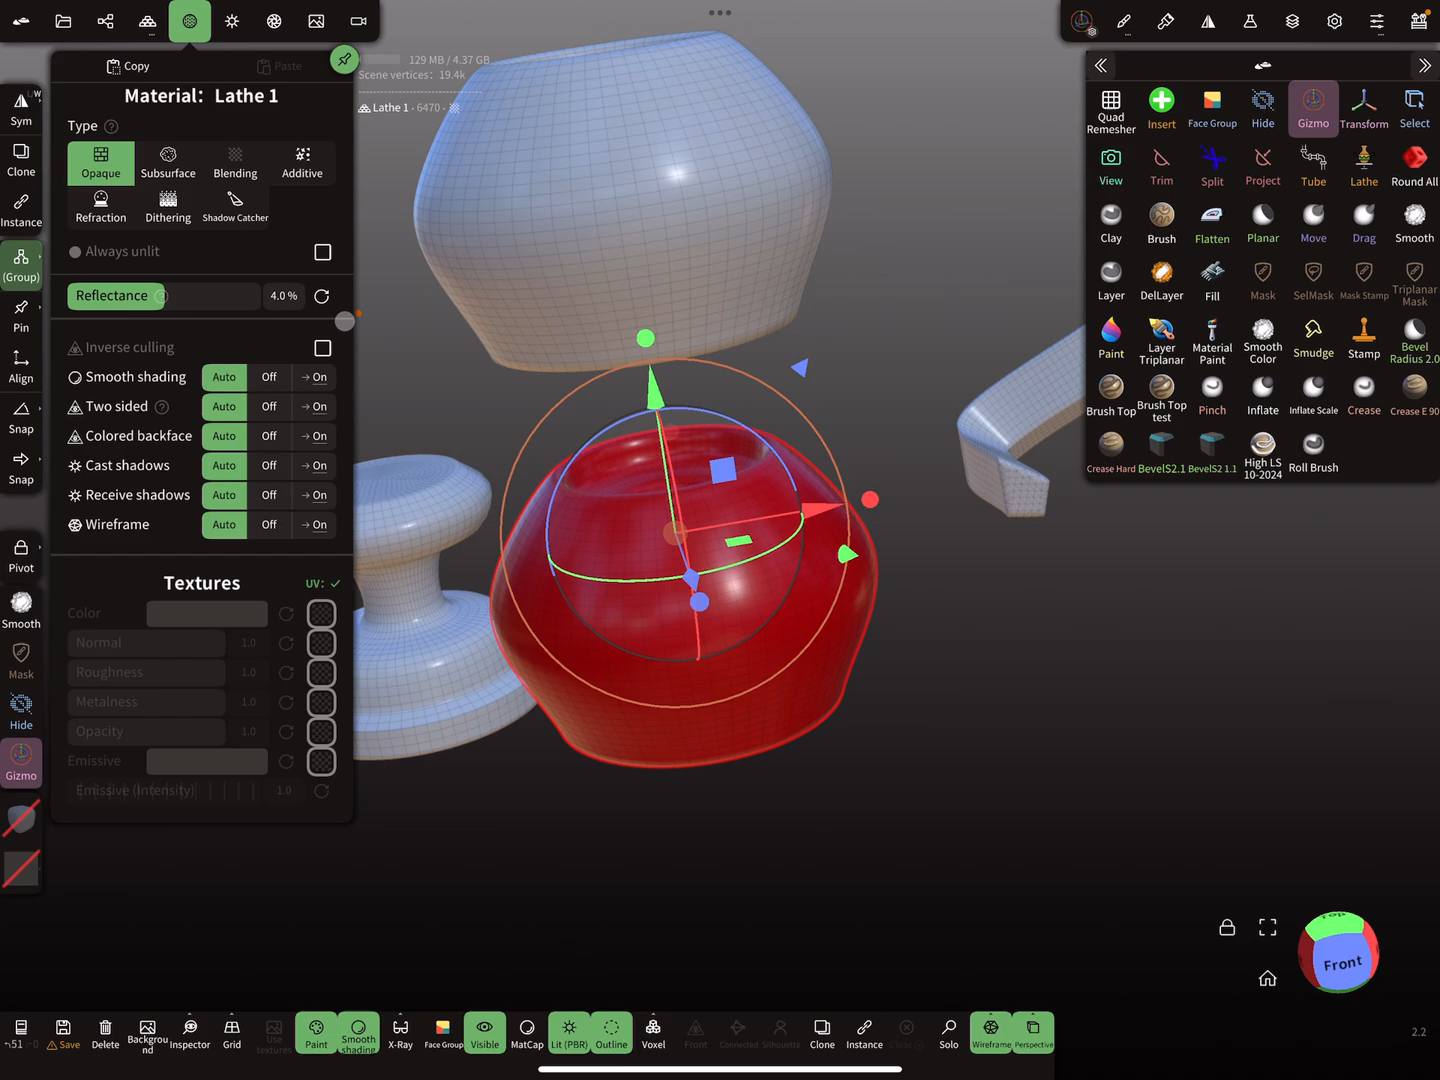 129 MB / 4.37 GB
Scene vertices: 19.4k
Lathe 1 - 6470 -
Copy
Paste
Material: Lathe 1
Type
Opaque
Subsurface
Blending
Additive
Refraction
Dithering
Shadow Catcher
Always unlit
Reflectance
4.0 %
Inverse culling
Smooth shading
Auto
Off
On
Two sided
Auto
Off
On
Colored backface
Auto
Off
On
Cast shadows
Auto
Off
On
Receive shadows
Auto
Off
On
Wireframe
Auto
Off
On
Textures
UV:
Color
Normal
1.0
Roughness
1.0
Metalness
1.0
Opacity
1.0
Emissive
Emissive (Intensity)
1.0
Sym
Clone
Instance
(Group)
Pin
Align
Snap
Snap
Pivot
Smooth
Mask
Hide
Gizmo
Quad
Remesher
Insert
Face Group
Hide
Gizmo
Transform
Select
View
Trim
Split
Project
Tube
Lathe
Round All
Clay
Brush
Flatten
Planar
Move
Drag
Smooth
Layer
DelLayer
Fill
Mask
SelMask
Mask Stamp
Triplanar
Mask
Paint
Layer
Triplanar
Material
Paint
Smooth
Color
Smudge
Stamp
Bevel
Radius 2.0
Brush Top
Brush Top
test
Pinch
Inflate
Inflate Scale
Crease
Crease E 90
Crease Hard
BevelS2.1
BevelS2 1.1
High LS
10-2024
Roll Brush
Top
Front
51
0
Save
Delete
Backgrou
nd
Inspector
Grid
Use
textures
Paint
Smooth
shading
X-Ray
Face Group
Visible
MatCap
Lit (PBR)
Outline
Voxel
Front
Connected
Silhouette
Clone
Instance
Clear
Solo
Wireframe
Perspective
2.2